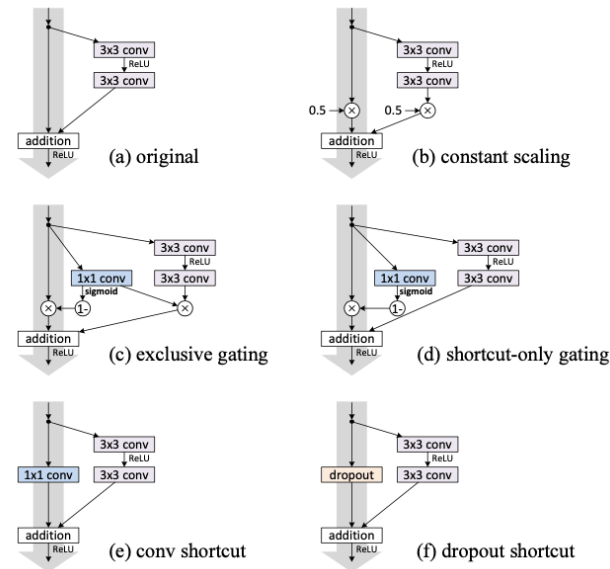 3x3 conv
ReLU
3x3 conv
addition
ReLU
(a) original
3x3 conv
ReLU
3x3 conv
0.5
×
0.5
×
addition
ReLU
(b) constant scaling
3x3 conv
ReLU
1x1 conv
3x3 conv
sigmoid
×
1-
×
addition
ReLU
(c) exclusive gating
3x3 conv
ReLU
1x1 conv
3x3 conv
sigmoid
×
1-
addition
ReLU
(d) shortcut-only gating
3x3 conv
ReLU
1x1 conv
3x3 conv
addition
ReLU
(e) conv shortcut
3x3 conv
ReLU
dropout
3x3 conv
addition
ReLU
(f) dropout shortcut